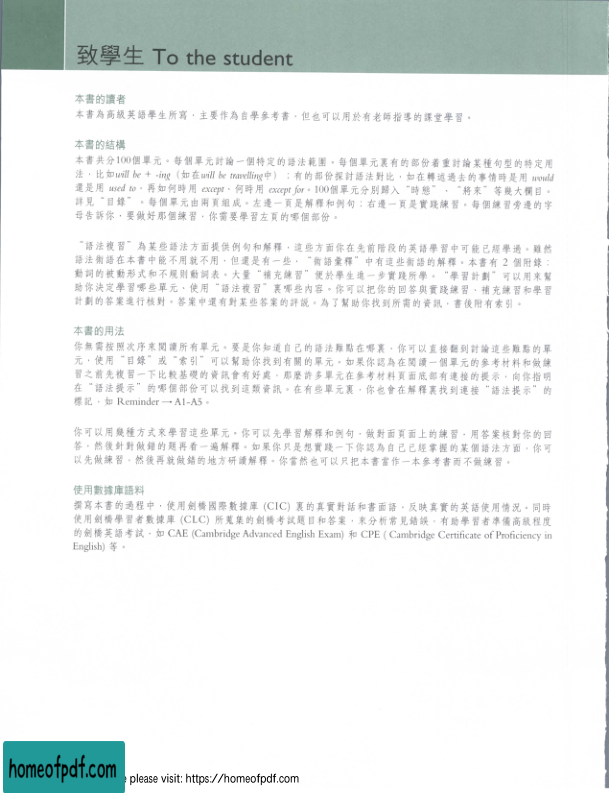 致學生 To the student
本書的讀者
本書為高級英語學生所寫，主要作為自學參考書，但也可以用於有老師指導的課堂學習。
本書的結構
本書共分100個單元。每個單元討論一個特定的語法範圍。每個單元裏有的部份着重討論某種句型的特定用
法，比如will be + -ing（如在will be travelling中）；有的部份探討語法對比，如在轉述過去的事情時是用 would
還是用 used to，再如何時用 except，何時用 except for。100個單元分別歸入“時態”、“將來”等幾大欄目。
詳見“目錄”。每個單元由兩頁組成。左邊一頁是解釋和例句；右邊一頁是實踐練習。每個練習旁邊的字
母告訴你，要做好那個練習，你需要學習左頁的哪個部份。
“語法複習”為某些語法方面提供例句和解釋，這些方面你在先前階段的英語學習中可能已經學過。雖然
語法術語在本書中能不用就不用，但還是有一些，“術語彙釋”中有這些術語的解釋。本書有 2 個附錄：
動詞的被動形式和不規則動詞表。大量“補充練習”便於學生進一步實踐所學。“學習計劃”可以用來幫
助你決定學習哪些單元、使用“語法複習”裏哪些內容。你可以把你的回答與實踐練習、補充練習和學習
計劃的答案進行核對。答案中還有對某些答案的評說。為了幫助你找到所需的資訊，書後附有索引。
本書的用法
你無需按照次序來閱讀所有單元。要是你知道自己的語法難點在哪裏，你可以直接翻到討論這些難點的單
元，使用“目錄”或“索引”可以幫助你找到有關的單元。如果你認為在閱讀一個單元的參考材料和做練
習之前先複習一下比較基礎的資訊會有好處，那麼許多單元在參考材料頁面底部有連接的提示，向你指明
在“語法提示”的哪個部份可以找到這類資訊。在有些單元裏，你也會在解釋裏找到連接“語法提示”的
標記，如 Reminder → A1-A5。
你可以用幾種方式來學習這些單元。你可以先學習解釋和例句，做對面頁面上的練習，用答案核對你的回
答，然後針對做錯的題再看一遍解釋。如果你只是想實踐一下你認為自己已經掌握的某個語法方面，你可
以先做練習，然後再就做錯的地方研讀解釋。你當然也可以只把本書當作一本參考書而不做練習。
使用數據庫語料
撰寫本書的過程中，使用劍橋國際數據庫 (CIC) 裏的真實對話和書面語，反映真實的英語使用情況。同時
使用劍橋學習者數據庫 (CLC) 所蒐集的劍橋考試題目和答案，來分析常見錯誤，有助學習者準備高級程度
的劍橋英語考試，如 CAE (Cambridge Advanced English Exam) 和 CPE ( Cambridge Certificate of Proficiency in
English) 等。
homeofpdf.com
please visit: https://homeofpdf.com